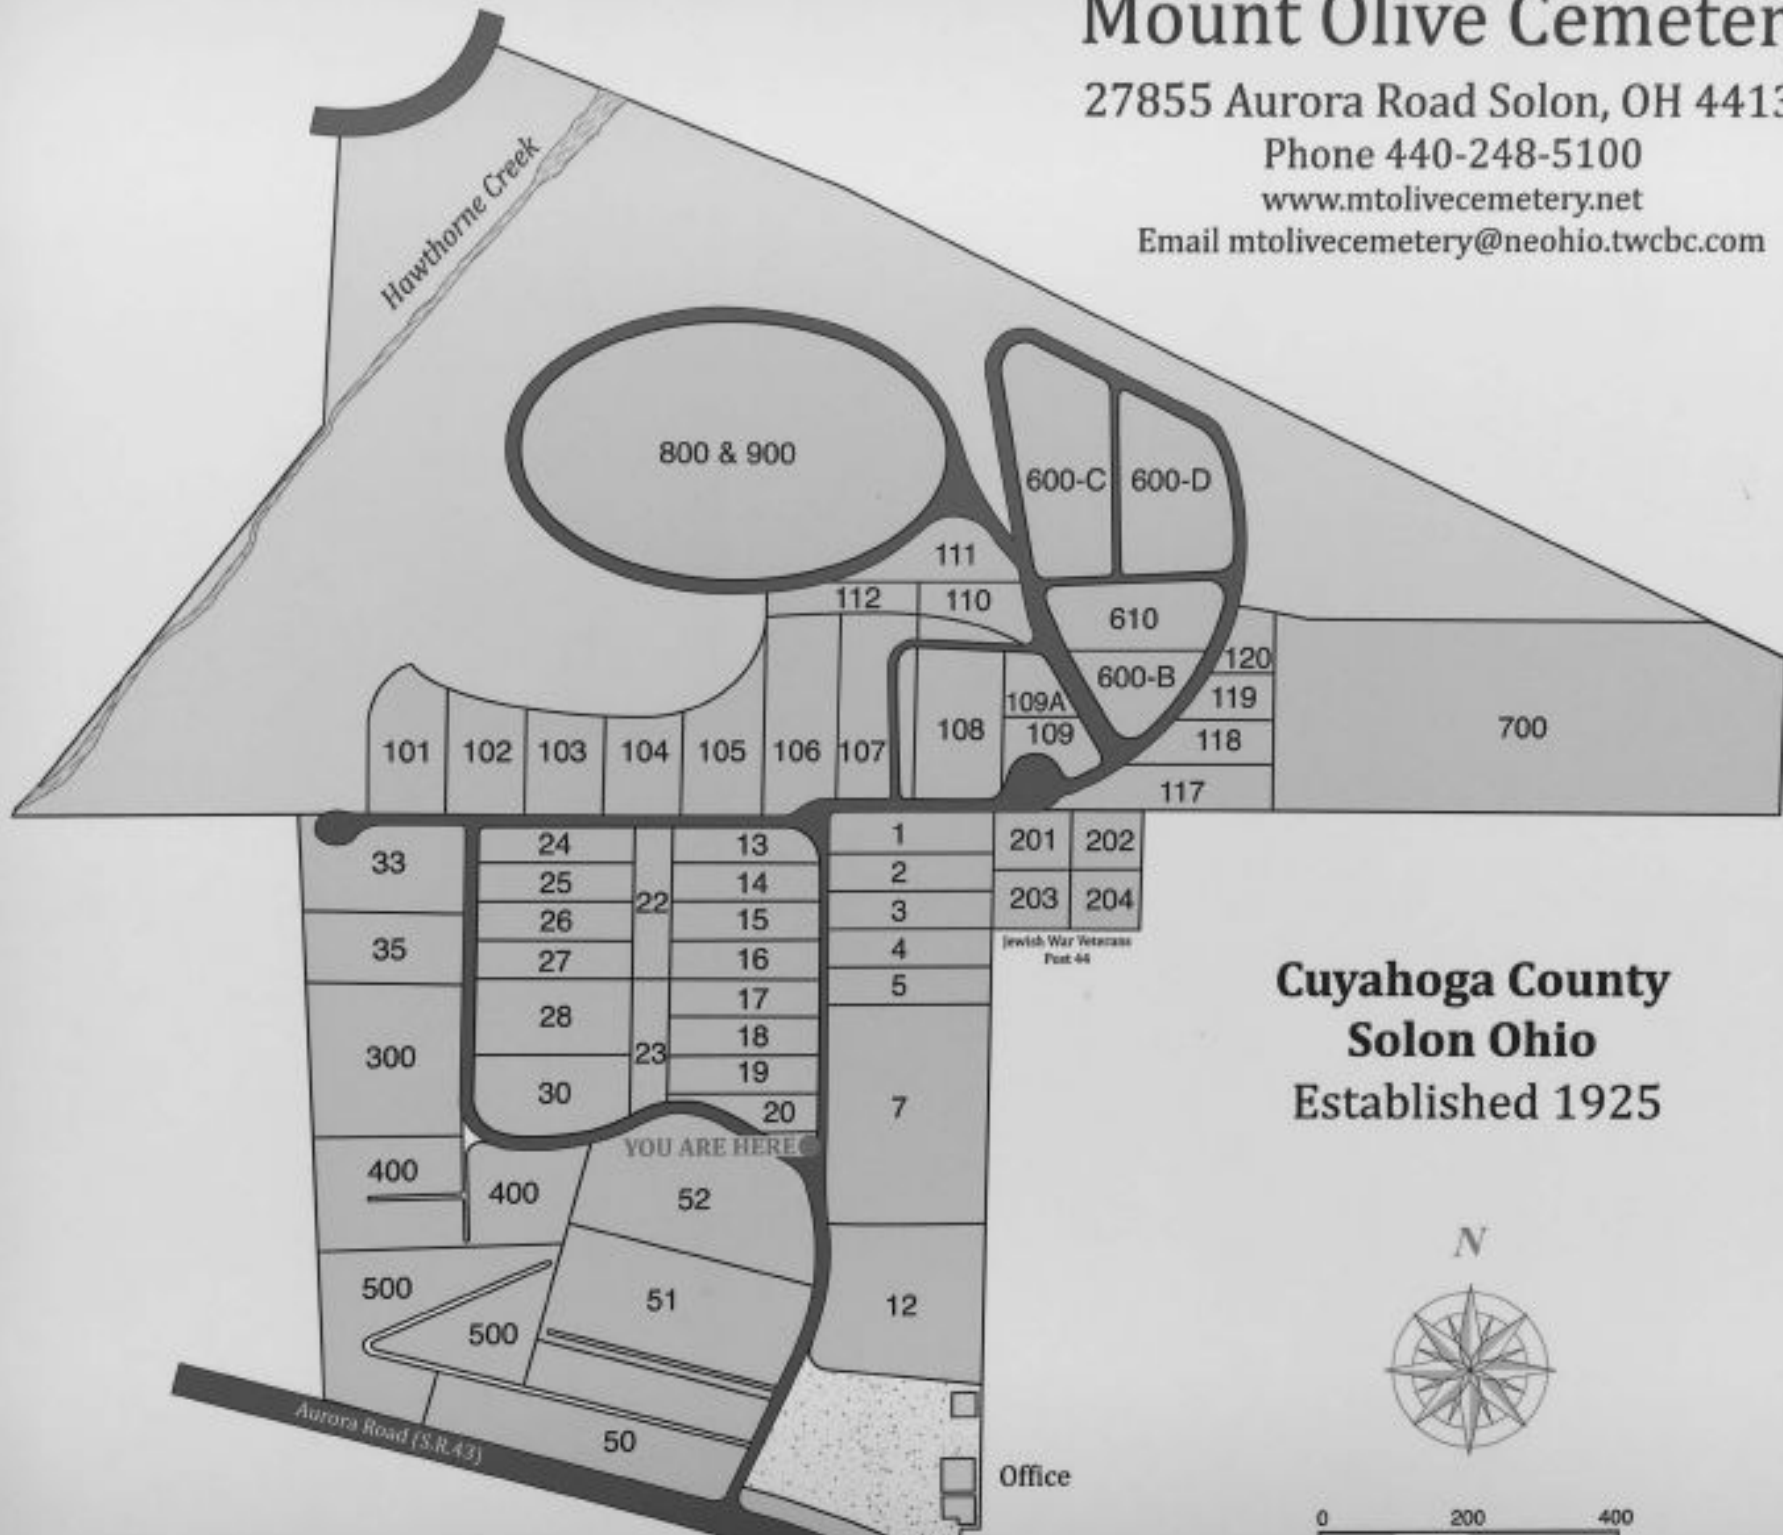 Mount Olive Cemeter
27855 Aurora Road Solon, OH 4413
Phone 440-248-5100
www.mtolivecemetery.net
Email mtolivecemetery@neohio.twcbc.com
Hawthorne Creek
800 & 900
600-C 600-D
111
112 110
610
120
600-B
109A
119
101 102 103 104 105 106 107 108 109 118 700
117
33 24 13 1 201 202
25 14 2
22
26 15 3 203 204
35 27 16 4 Jewish War Veterans
Post 44
5
17
28 18
300 23 19
30 20 7
YOU ARE HERE
400 400 52
500 51 12
500
50
Aurora Road (S.R.43)
Office
Cuyahoga County
Solon Ohio
Established 1925
N
0 200 400